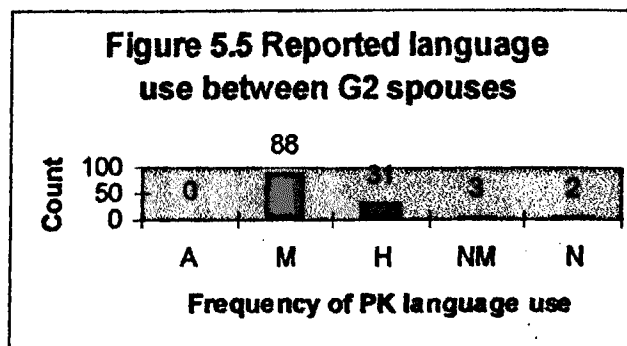 Figure 5.5 Reported language
use between G2 spouses
88
100
50
0
Count
0
31
3
2
A M H NM N
Frequency of PK language use